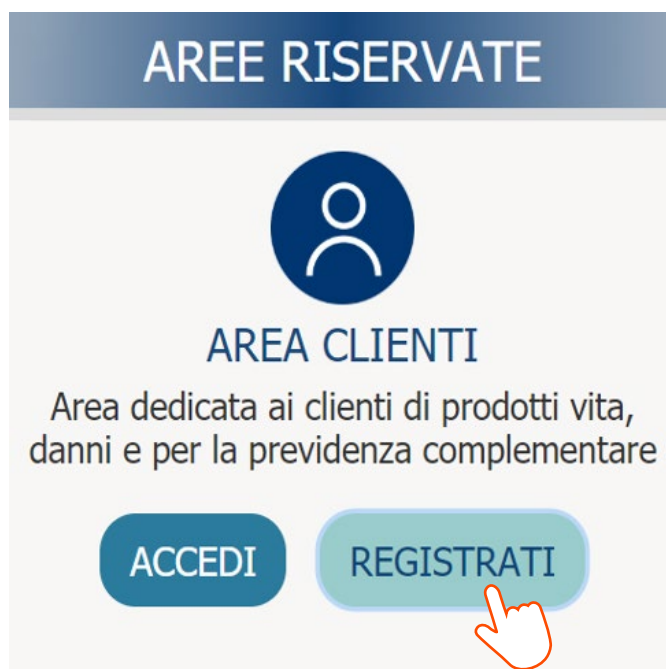 AREE RISERVATE
AREA CLIENTI
Area dedicata ai clienti di prodotti vita,
danni e per la previdenza complementare
ACCEDI REGISTRATI